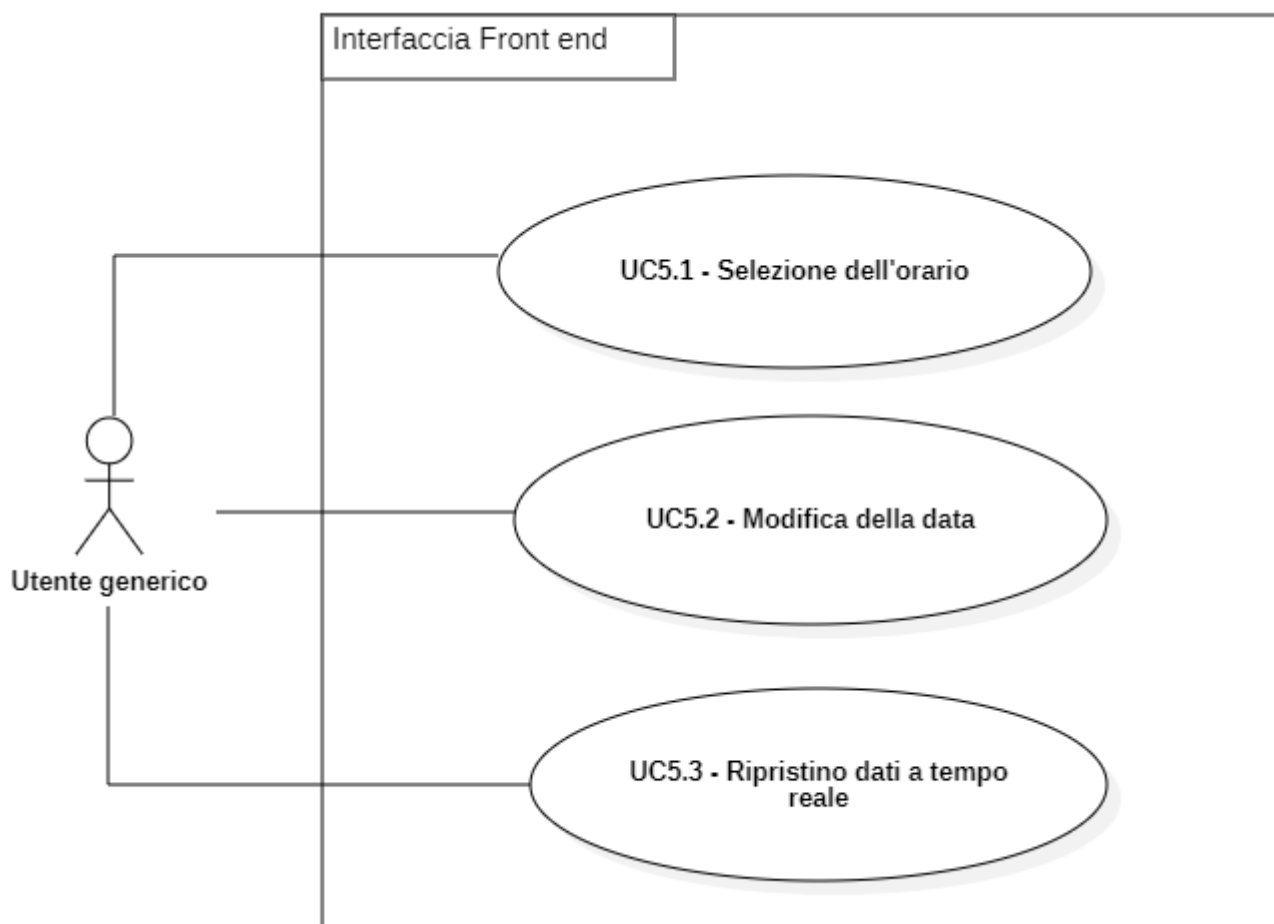 Interfaccia Front end
UC5.1 - Selezione dell'orario
UC5.2 - Modifica della data
Utente generico
UC5.3 - Ripristino dati a tempo
reale